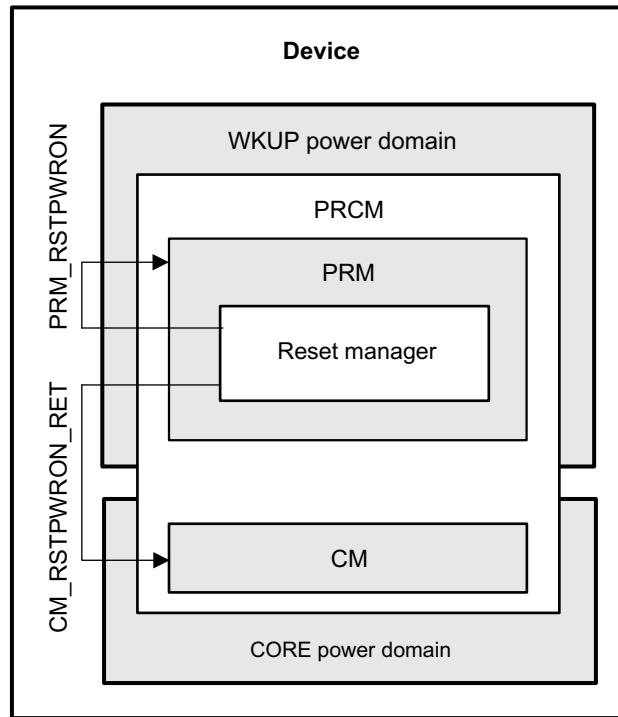 Device
WKUP power domain
PRM_RSTPWRON
PRCM
PRM
Reset manager
CM_RSTPWRON_RET
CM
CORE power domain